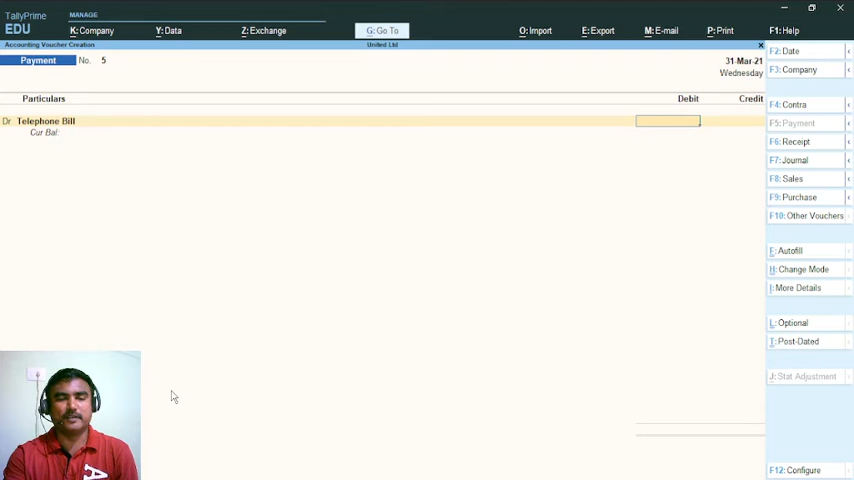 TallyPrime
EDU
MANAGE
K: Company
Y: Data
Z: Exchange
G: Go To
O: Import
E: Export
M: E-mail
P: Print
F1: Help
Accounting Voucher Creation
United Ltd
Payment
No. 5
31-Mar-21
Wednesday
Particulars
Debit
Credit
Dr Telephone Bill
Cur Bal:
F2: Date
F3: Company
F4: Contra
F5: Payment
F6: Receipt
F7: Journal
F8: Sales
F9: Purchase
F10: Other Vouchers
F: Autofill
H: Change Mode
I: More Details
L: Optional
T: Post-Dated
J: Stat Adjustment
F12: Configure